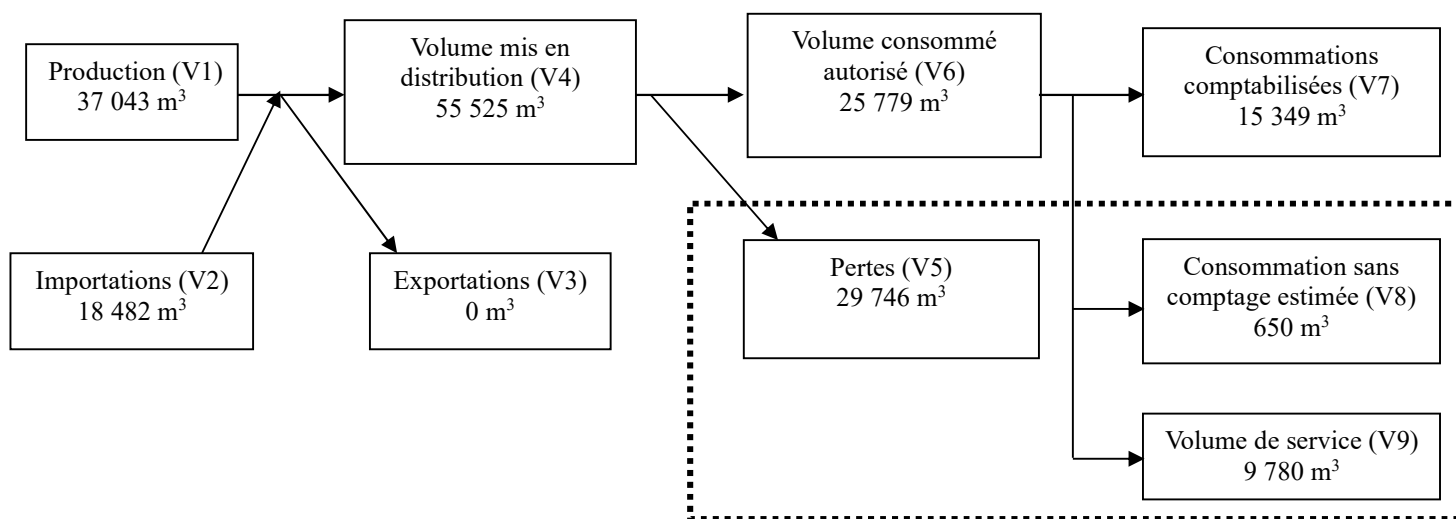 Production (V1)
37 043 m³
Volume mis en
distribution (V4)
55 525 m³
Volume consommé
autorisé (V6)
25 779 m³
Consommations
comptabilisées (V7)
15 349 m³
Importations (V2)
18 482 m³
Exportations (V3)
0 m³
Pertes (V5)
29 746 m³
Consommation sans
comptage estimée (V8)
650 m³
Volume de service (V9)
9 780 m³